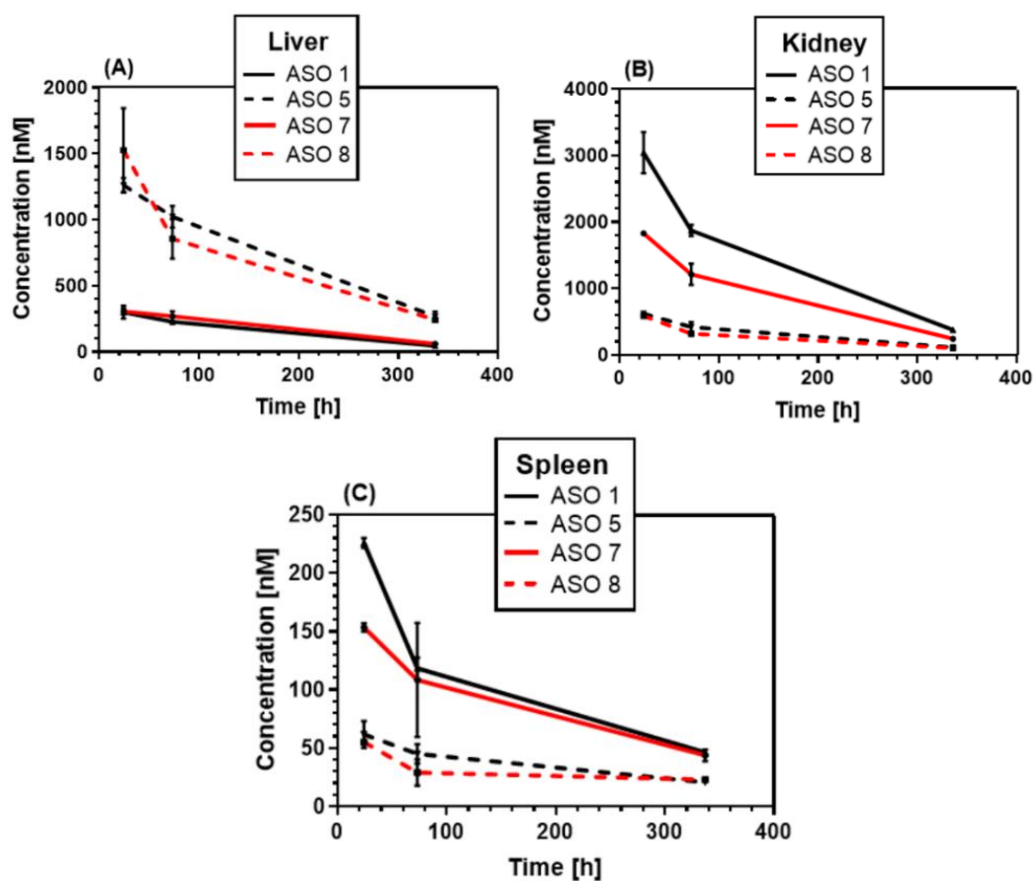 Liver
ASO 1
ASO 5
ASO 7
ASO 8
(A)
2000
1500
1000
500
0
Concentration [nM]
0 100 200 300 400
Time [h]
Kidney
ASO 1
ASO 5
ASO 7
ASO 8
(B)
4000
3000
2000
1000
0
Concentration [nM]
0 100 200 300 400
Time [h]
Spleen
ASO 1
ASO 5
ASO 7
ASO 8
(C)
250
200
150
100
50
0
Concentration [nM]
0 100 200 300 400
Time [h]